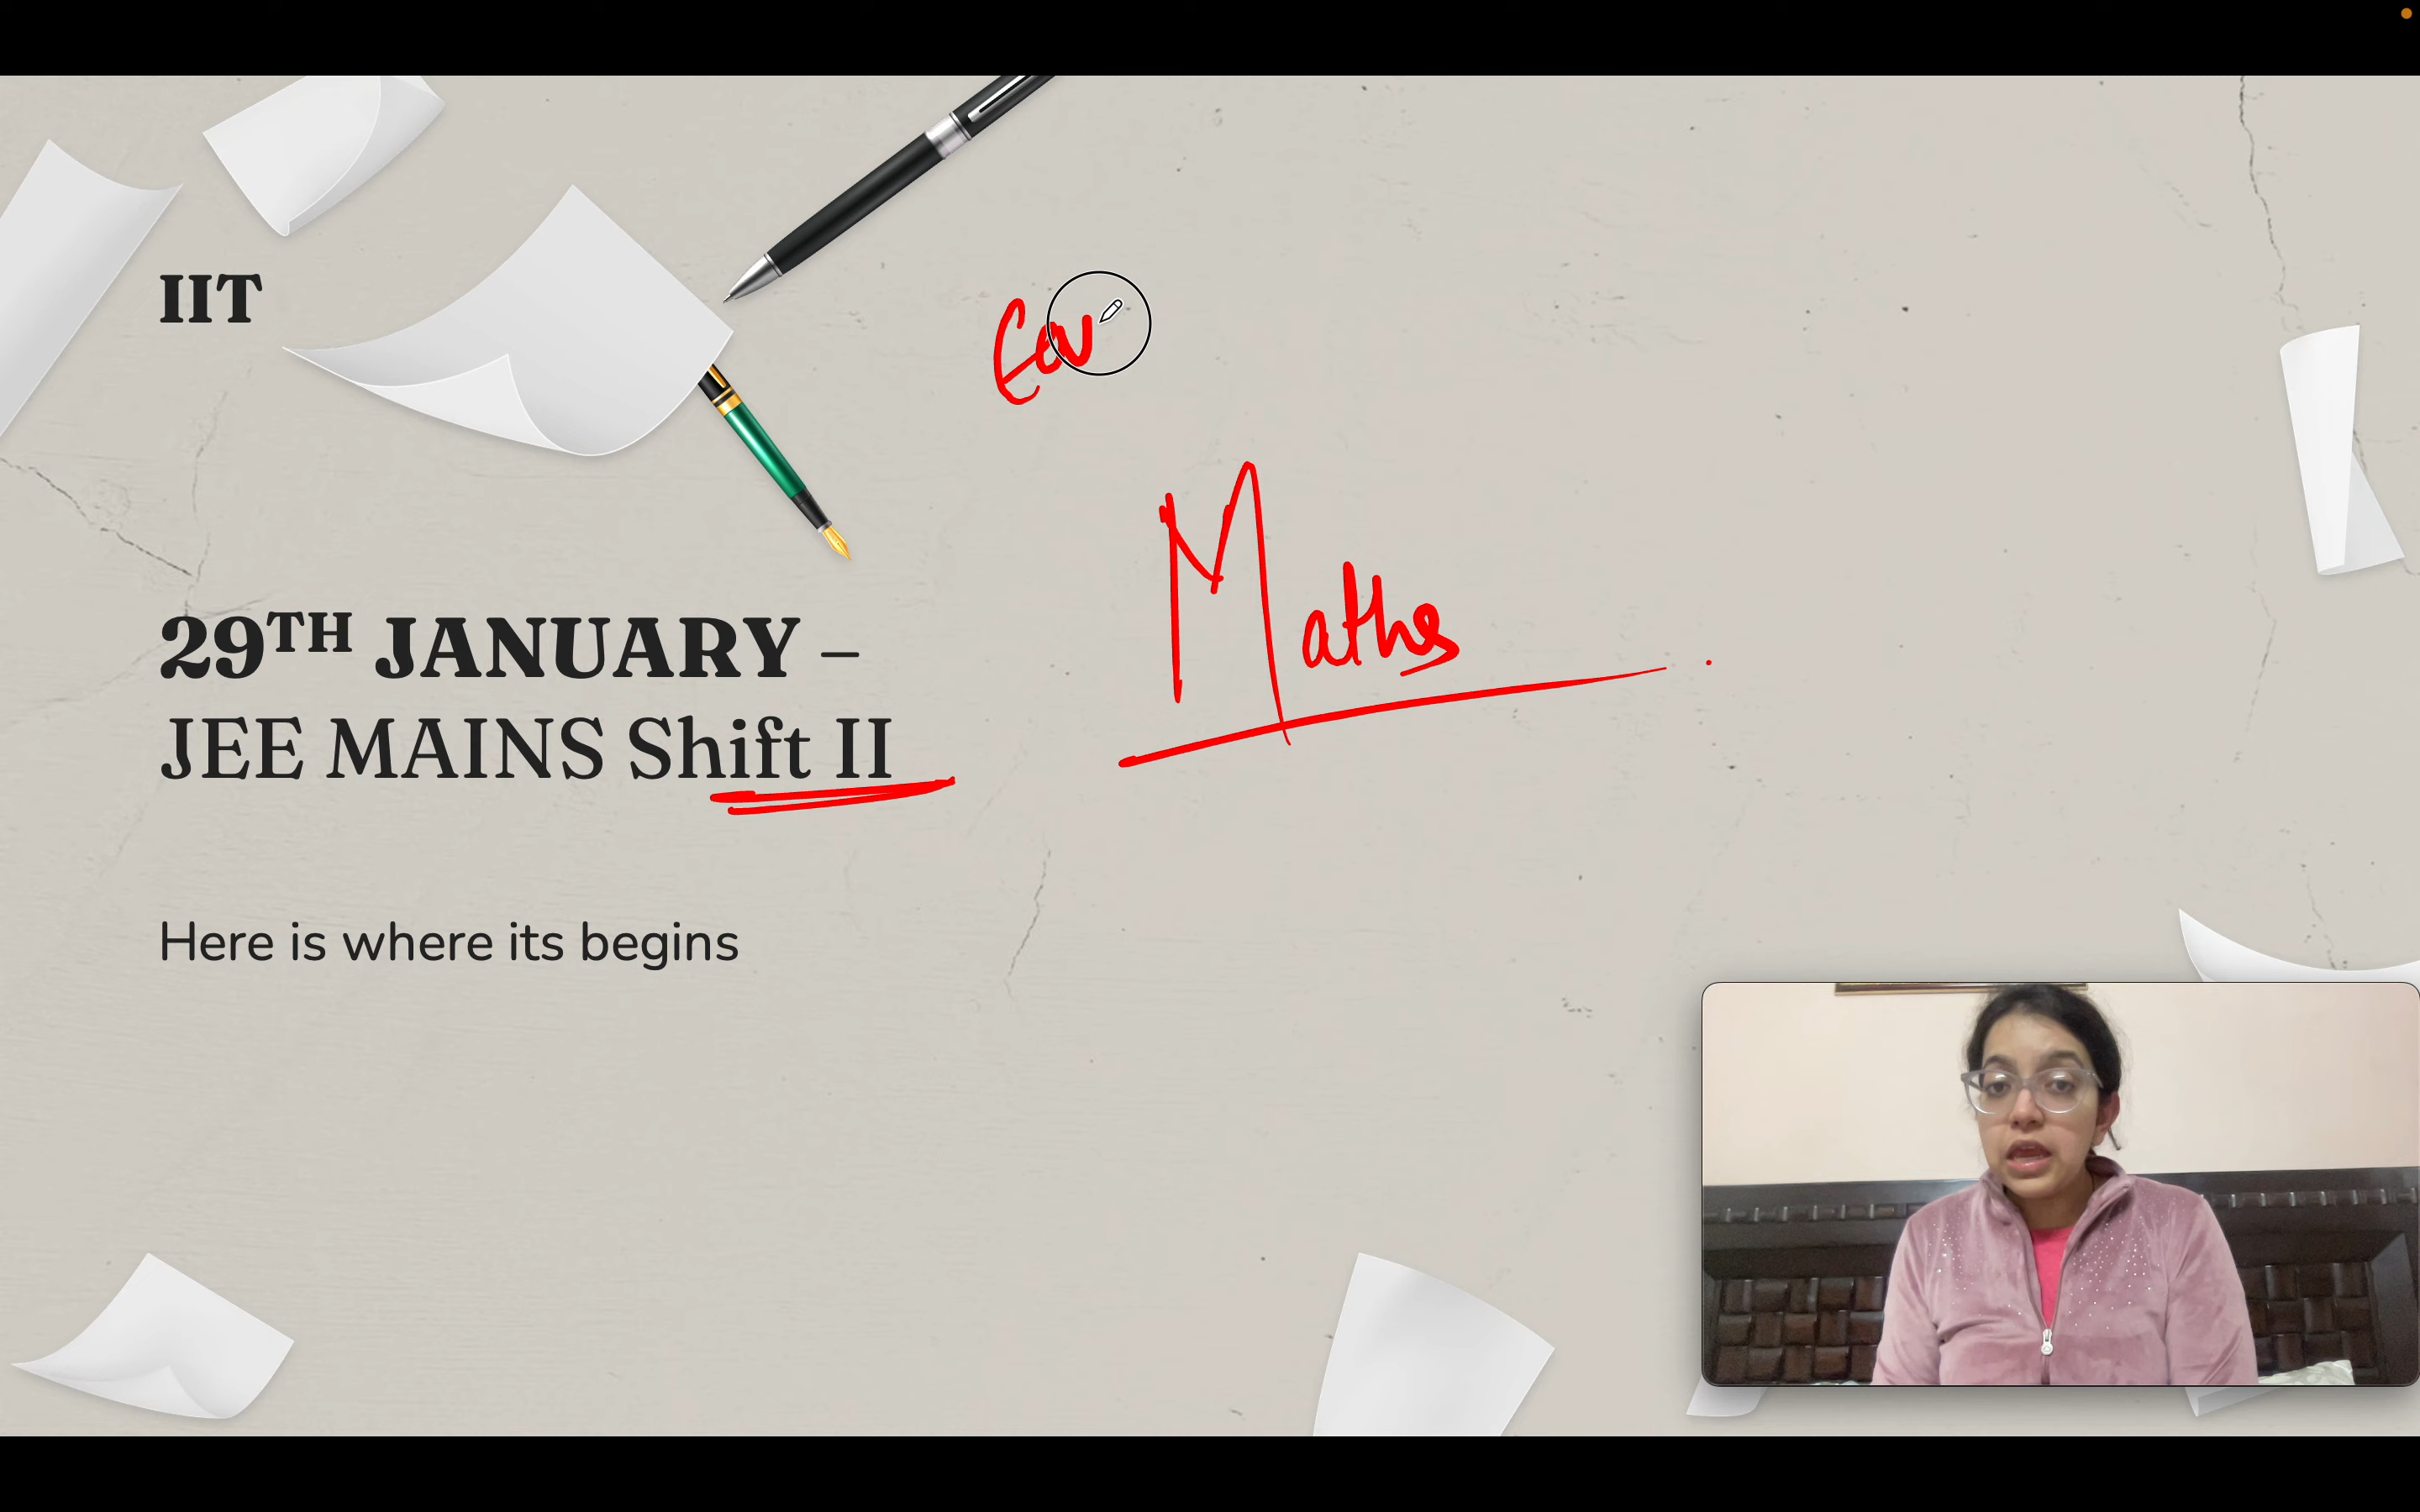 IIT
29TH JANUARY –
JEE MAINS Shift II
Here is where its begins
Maths